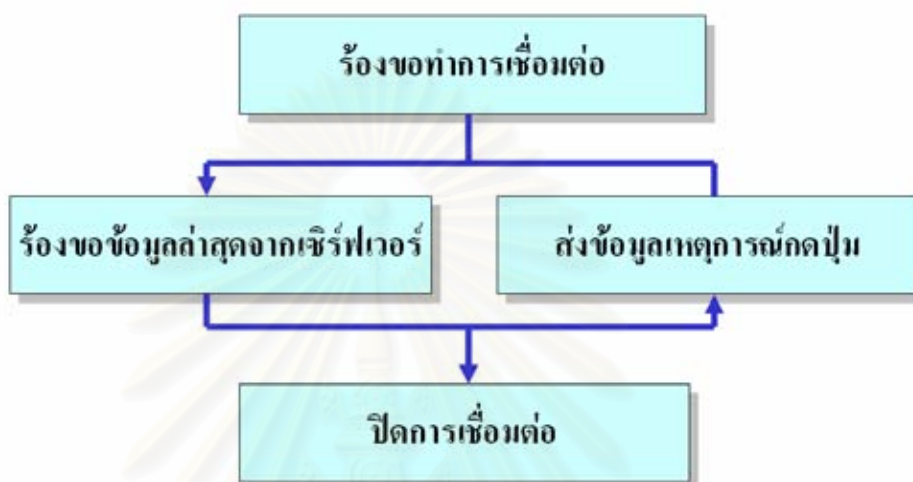 ร้องขอทำการเชื่อมต่อ
ร้องขอข้อมูลล่าสุดจากเซิร์ฟเวอร์
ส่งข้อมูลเหตุการณ์กดปุ่ม
ปิดการเชื่อมต่อ